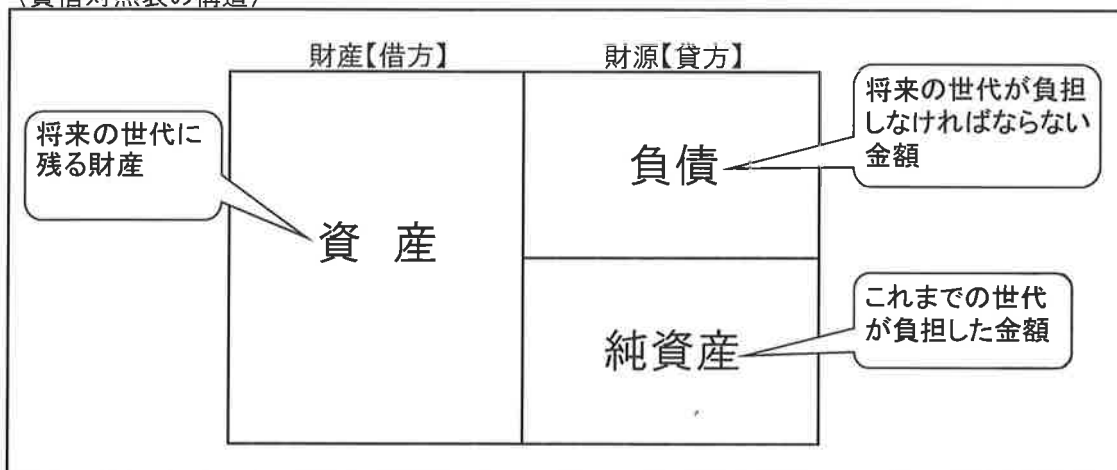 (貸借対照表の構造)
財産【借方】
財源【貸方】
将来の世代に
残る財産
資 産
負債
将来の世代が負担
しなければならない
金額
純資産
これまでの世代
が負担した金額